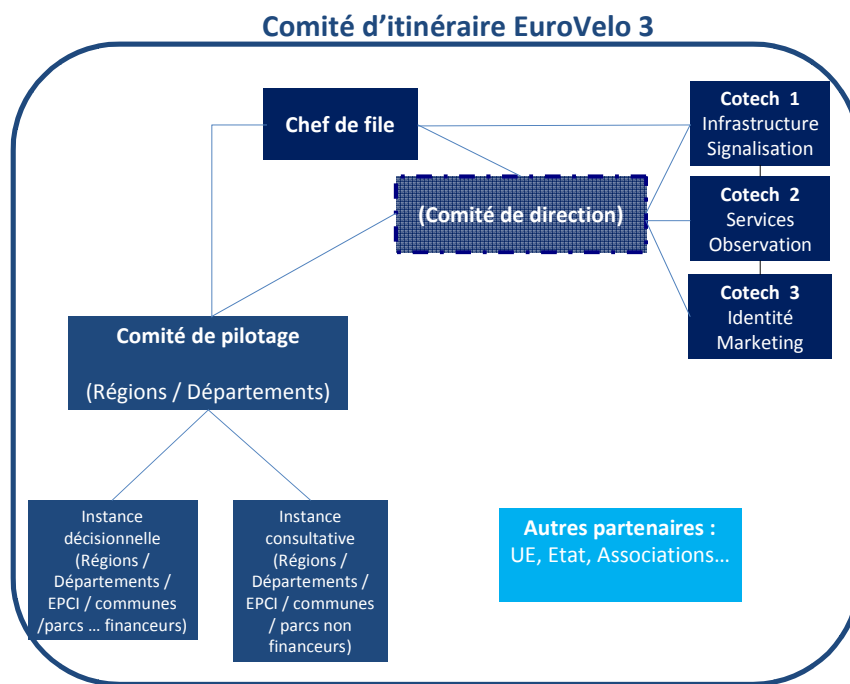 Comité d'itinéraire EuroVelo 3
Chef de file
Cotech 1
Infrastructure
Signalisation
(Comité de direction)
Cotech 2
Services
Observation
Cotech 3
Identité
Marketing
Comité de pilotage
(Régions / Départements)
Instance
décisionnelle
(Régions /
Départements /
EPCI / communes
/parcs … financeurs)
Instance
consultative
(Régions /
Départements /
EPCI / communes
/ parcs non
financeurs)
Autres partenaires :
UE, Etat, Associations…